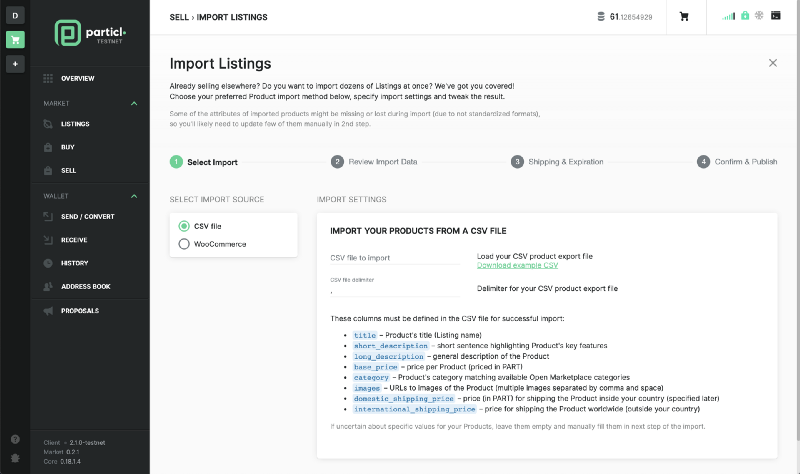 D
particl
TESTNET
SELL › IMPORT LISTINGS
61.12654929
+
OVERVIEW
MARKET
LISTINGS
BUY
SELL
WALLET
SEND / CONVERT
RECEIVE
HISTORY
ADDRESS BOOK
PROPOSALS
Client • 2.1.0-testnet
Market 0.2.1
Core 0.18.1.4
Import Listings
Already selling elsewhere? Do you want to import dozens of Listings at once? We've got you covered!
Choose your preferred Product import method below, specify import settings and tweak the result.
Some of the attributes of imported products might be missing or lost during import (due to not standardized formats),
so you'll likely need to update few of them manually in 2nd step.
1 Select Import
2 Review Import Data
3 Shipping & Expiration
4 Confirm & Publish
SELECT IMPORT SOURCE
CSV file
WooCommerce
IMPORT SETTINGS
IMPORT YOUR PRODUCTS FROM A CSV FILE
CSV file to import
Load your CSV product export file
Download example CSV
CSV file delimiter
,
Delimiter for your CSV product export file
These columns must be defined in the CSV file for successful import:
• title – Product's title (Listing name)
• short_description – short sentence highlighting Product's key features
• long_description – general description of the Product
• base_price – price per Product (priced in PART)
• category – Product's category matching available Open Marketplace categories
• images – URLs to images of the Product (multiple images separated by comma and space)
• domestic_shipping_price – price (in PART) for shipping the Product inside your country (specified later)
• international_shipping_price – price for shipping the Product worldwide (outside your country)
If uncertain about specific values for your Products, leave them empty and manually fill them in next step of the import.